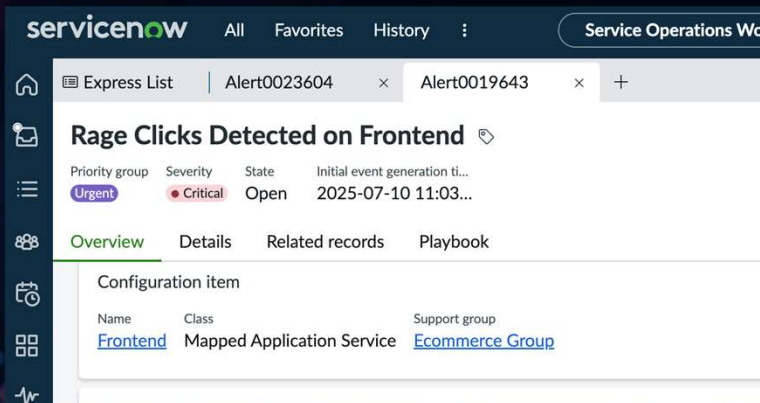 servicenow All Favorites History Service Operations Wo
Express List Alert0023604 Alert0019643
Rage Clicks Detected on Frontend
Priority group Severity State Initial event generation ti...
Urgent Critical Open 2025-07-10 11:03...
Overview Details Related records Playbook
Configuration item
Name Class Support group
Frontend Mapped Application Service Ecommerce Group